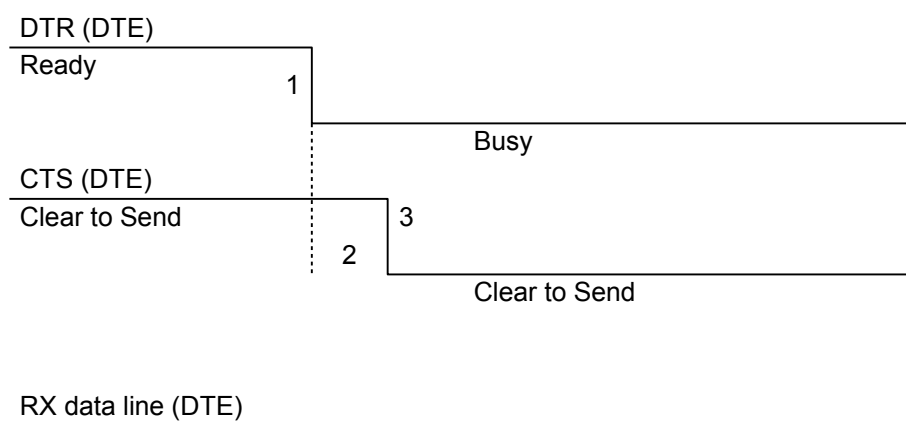 DTR (DTE)
Ready
1
Busy
CTS (DTE)
Clear to Send
3
2
Clear to Send
RX data line (DTE)